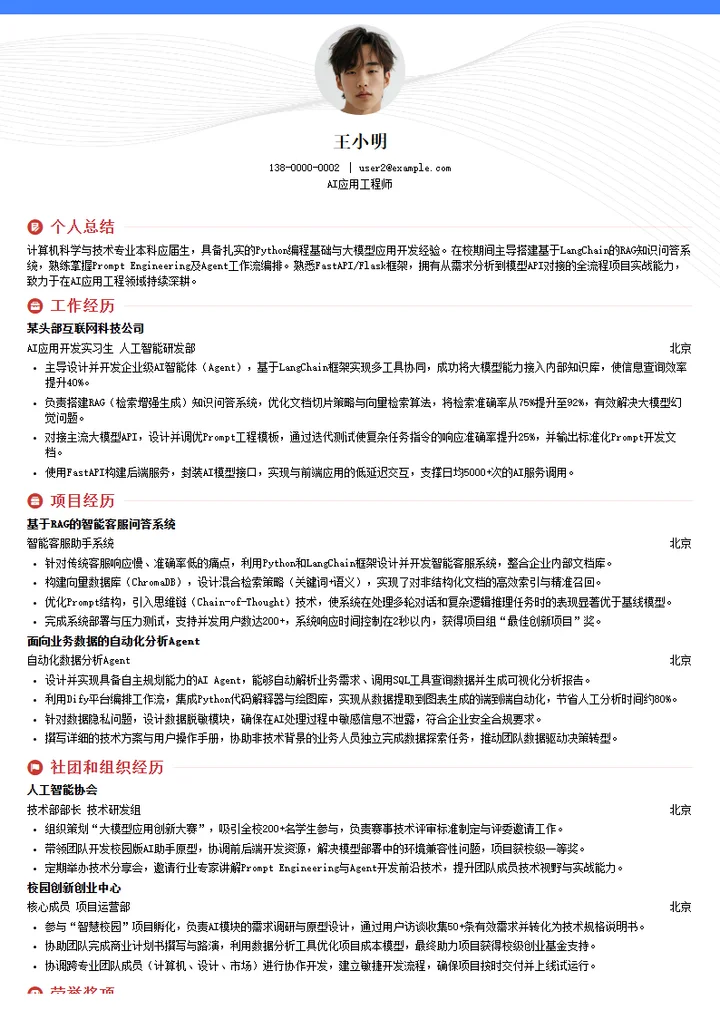 王小明
138-0000-0002 | user2@example.com
AI应用工程师
个人总结
计算机科学与技术专业本科应届生，具备扎实的Python编程基础与大模型应用开发经验。在校期间主导搭建基于LangChain的RAG知识问答系
统，熟练掌握Prompt Engineering及Agent工作流编排。熟悉FastAPI/Flask框架，拥有从需求分析到模型API对接的全流程项目实战能力，
致力于在AI应用工程领域持续深耕。
工作经历
某头部互联网科技公司
AI应用开发实习生 人工智能研发部 北京
• 主导设计并开发企业级AI智能体（Agent），基于LangChain框架实现多工具协同，成功将大模型能力接入内部知识库，使信息查询效率
提升40%。
• 负责搭建RAG（检索增强生成）知识问答系统，优化文档切片策略与向量检索算法，将检索准确率从75%提升至92%，有效解决大模型幻
觉问题。
• 对接主流大模型API，设计并调优Prompt工程模板，通过迭代测试使复杂任务指令的响应准确率提升25%，并输出标准化Prompt开发文
档。
• 使用FastAPI构建后端服务，封装AI模型接口，实现与前端应用的低延迟交互，支撑日均5000+次的AI服务调用。
项目经历
基于RAG的智能客服问答系统
智能客服助手系统 北京
• 针对传统客服响应慢、准确率低的痛点，利用Python和LangChain框架设计并开发智能客服系统，整合企业内部文档库。
• 构建向量数据库（ChromaDB），设计混合检索策略（关键词+语义），实现了对非结构化文档的高效索引与精准召回。
• 优化Prompt结构，引入思维链（Chain-of-Thought）技术，使系统在处理多轮对话和复杂逻辑推理任务时的表现显著优于基线模型。
• 完成系统部署与压力测试，支持并发用户数达200+，系统响应时间控制在2秒以内，获得项目组“最佳创新项目”奖。
面向业务数据的自动化分析Agent
自动化数据分析Agent 北京
• 设计并实现具备自主规划能力的AI Agent，能够自动解析业务需求、调用SQL工具查询数据并生成可视化分析报告。
• 利用Dify平台编排工作流，集成Python代码解释器与绘图库，实现从数据提取到图表生成的端到端自动化，节省人工分析时间约80%。
• 针对数据隐私问题，设计数据脱敏模块，确保在AI处理过程中敏感信息不泄露，符合企业安全合规要求。
• 撰写详细的技术方案与用户操作手册，协助非技术背景的业务人员独立完成数据探索任务，推动团队数据驱动决策转型。
社团和组织经历
人工智能协会
技术部部长 技术研发组 北京
• 组织策划“大模型应用创新大赛”，吸引全校200+名学生参与，负责赛事技术评审标准制定与评委邀请工作。
• 带领团队开发校园版AI助手原型，协调前后端开发资源，解决模型部署中的环境兼容性问题，项目获校级一等奖。
• 定期举办技术分享会，邀请行业专家讲解Prompt Engineering与Agent开发前沿技术，提升团队成员技术视野与实战能力。
校园创新创业中心
核心成员 项目运营部 北京
• 参与“智慧校园”项目孵化，负责AI模块的需求调研与原型设计，通过用户访谈收集50+条有效需求并转化为技术规格说明书。
• 协助团队完成商业计划书撰写与路演，利用数据分析工具优化项目成本模型，最终助力项目获得校级创业基金支持。
• 协调跨专业团队成员（计算机、设计、市场）进行协作开发，建立敏捷开发流程，确保项目按时交付并上线试运行。
荣誉奖项